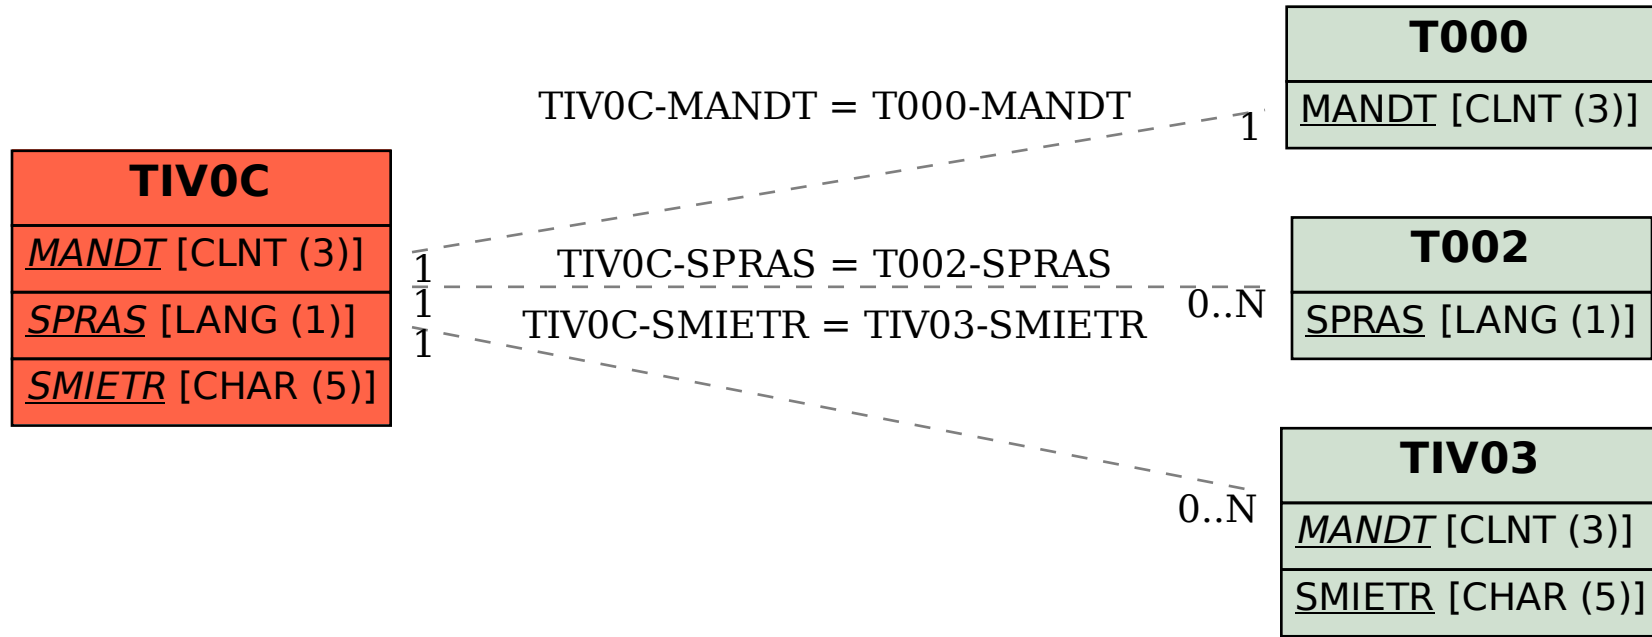 T000
MANDT [CLNT (3)]
TIV0C-MANDT = T000-MANDT
1
TIV0C
MANDT [CLNT (3)]
SPRAS [LANG (1)]
SMIETR [CHAR (5)]
1
TIV0C-SPRAS = T002-SPRAS
1
0..N
TIV0C-SMIETR = TIV03-SMIETR
1
T002
SPRAS [LANG (1)]
0..N
TIV03
MANDT [CLNT (3)]
SMIETR [CHAR (5)]